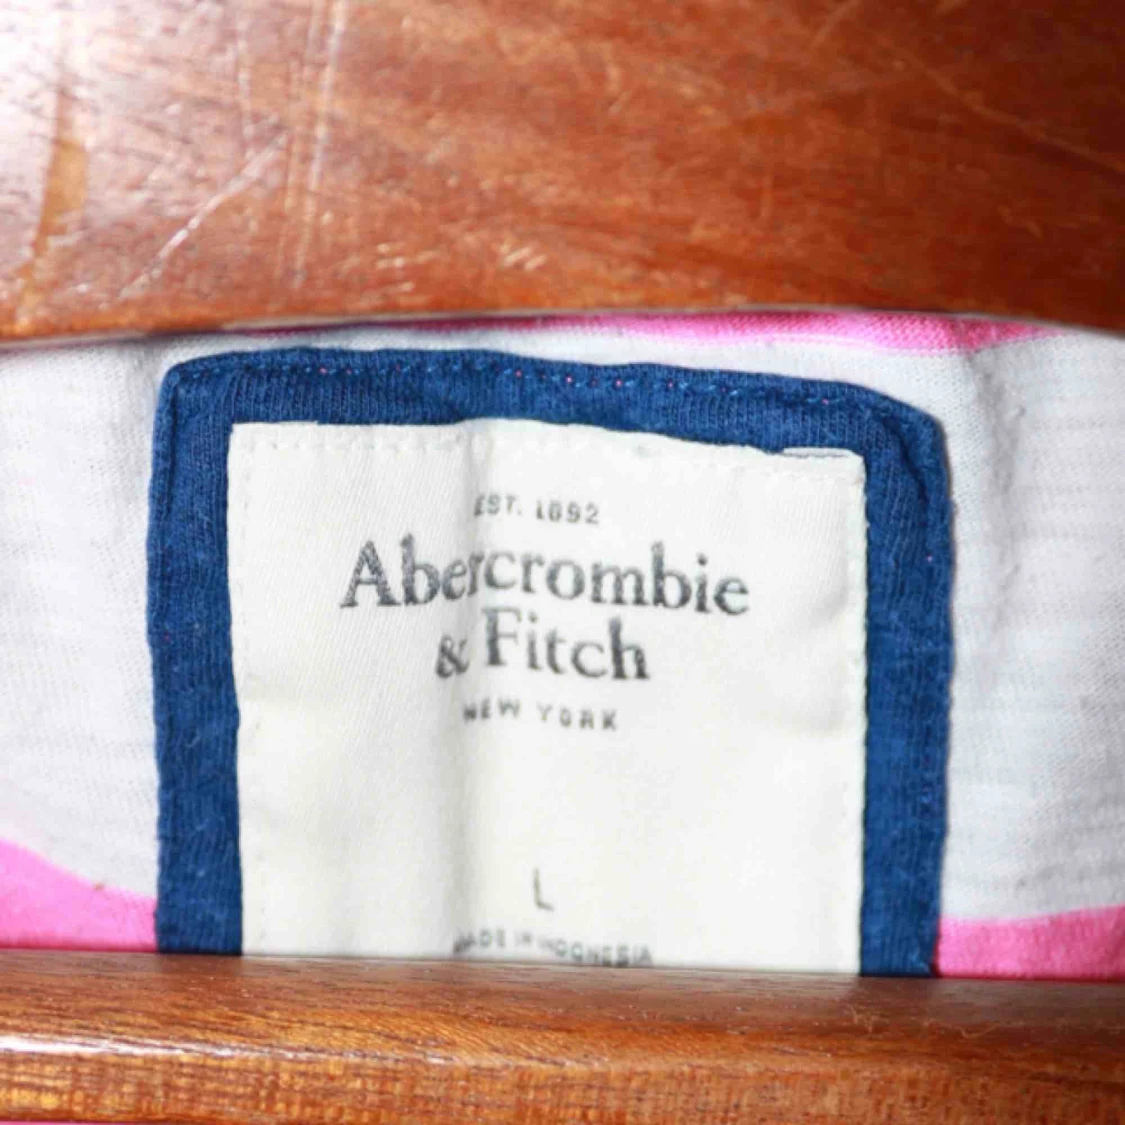 EST. 1892
Abercrombie
& Fitch
NEW YORK
L
MADE IN INDONESIA